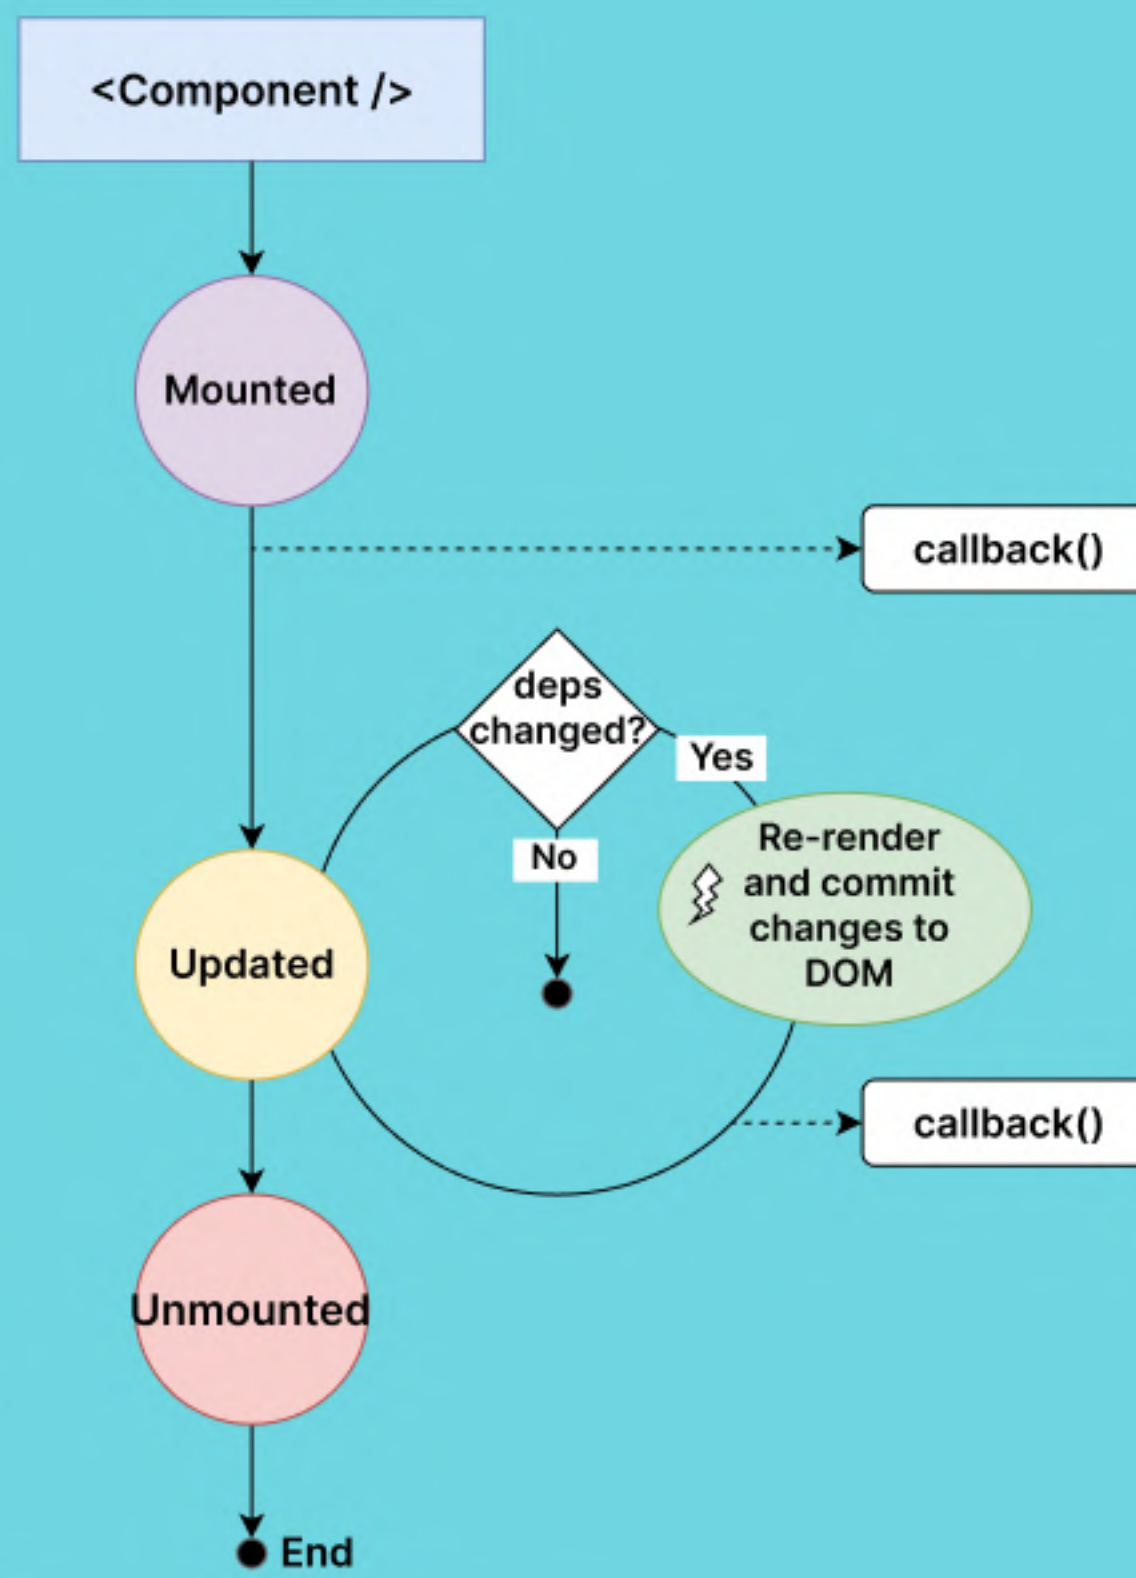 <Component />
Mounted
callback()
deps
changed?
Yes
No
Re-render
and commit
changes to
DOM
Updated
callback()
Unmounted
End